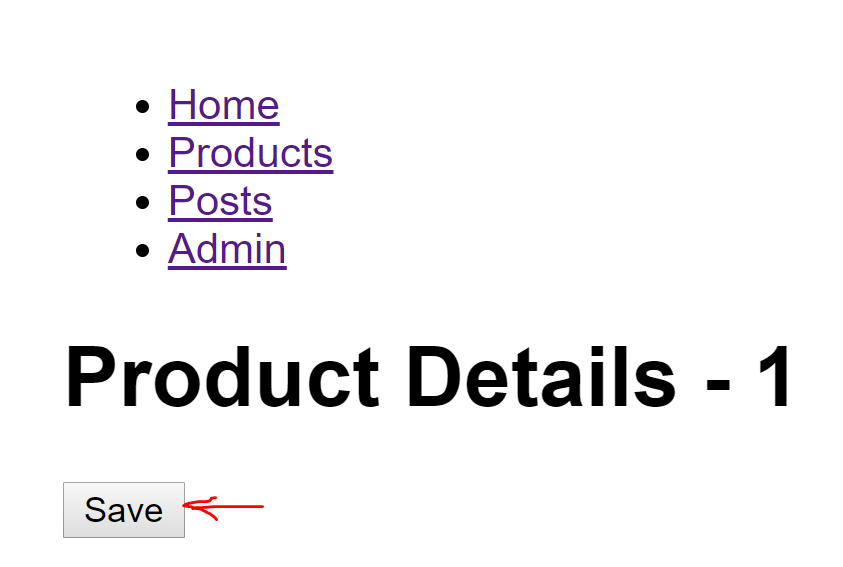 Home
Products
Posts
Admin
Product Details - 1
Save